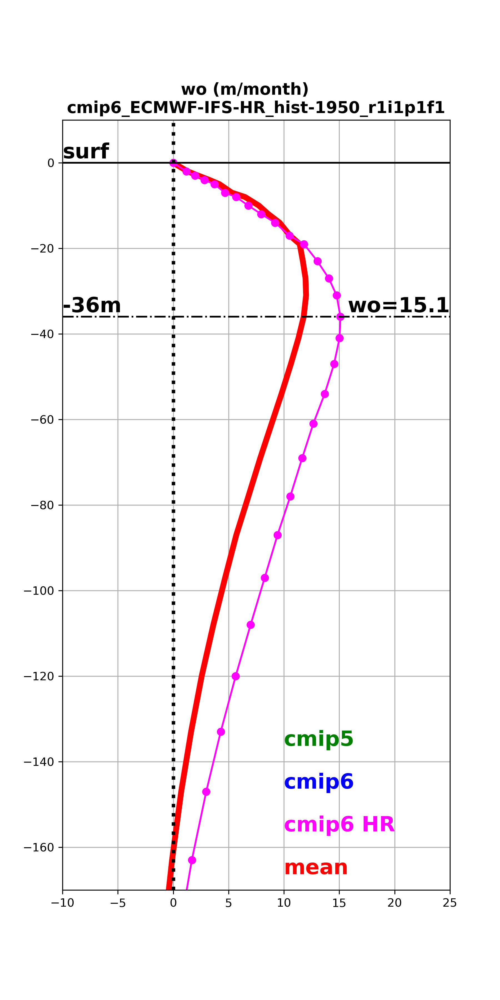 wo (m/month)
cmip6_ECMWF-IFS-HR_hist-1950_r1i1p1f1
surf
0
−20
-36m
wo=15.1
−40
−60
−80
−100
−120
cmip5
−140
cmip6
cmip6 HR
−160
mean
−10 −5 0 5 10 15 20 25